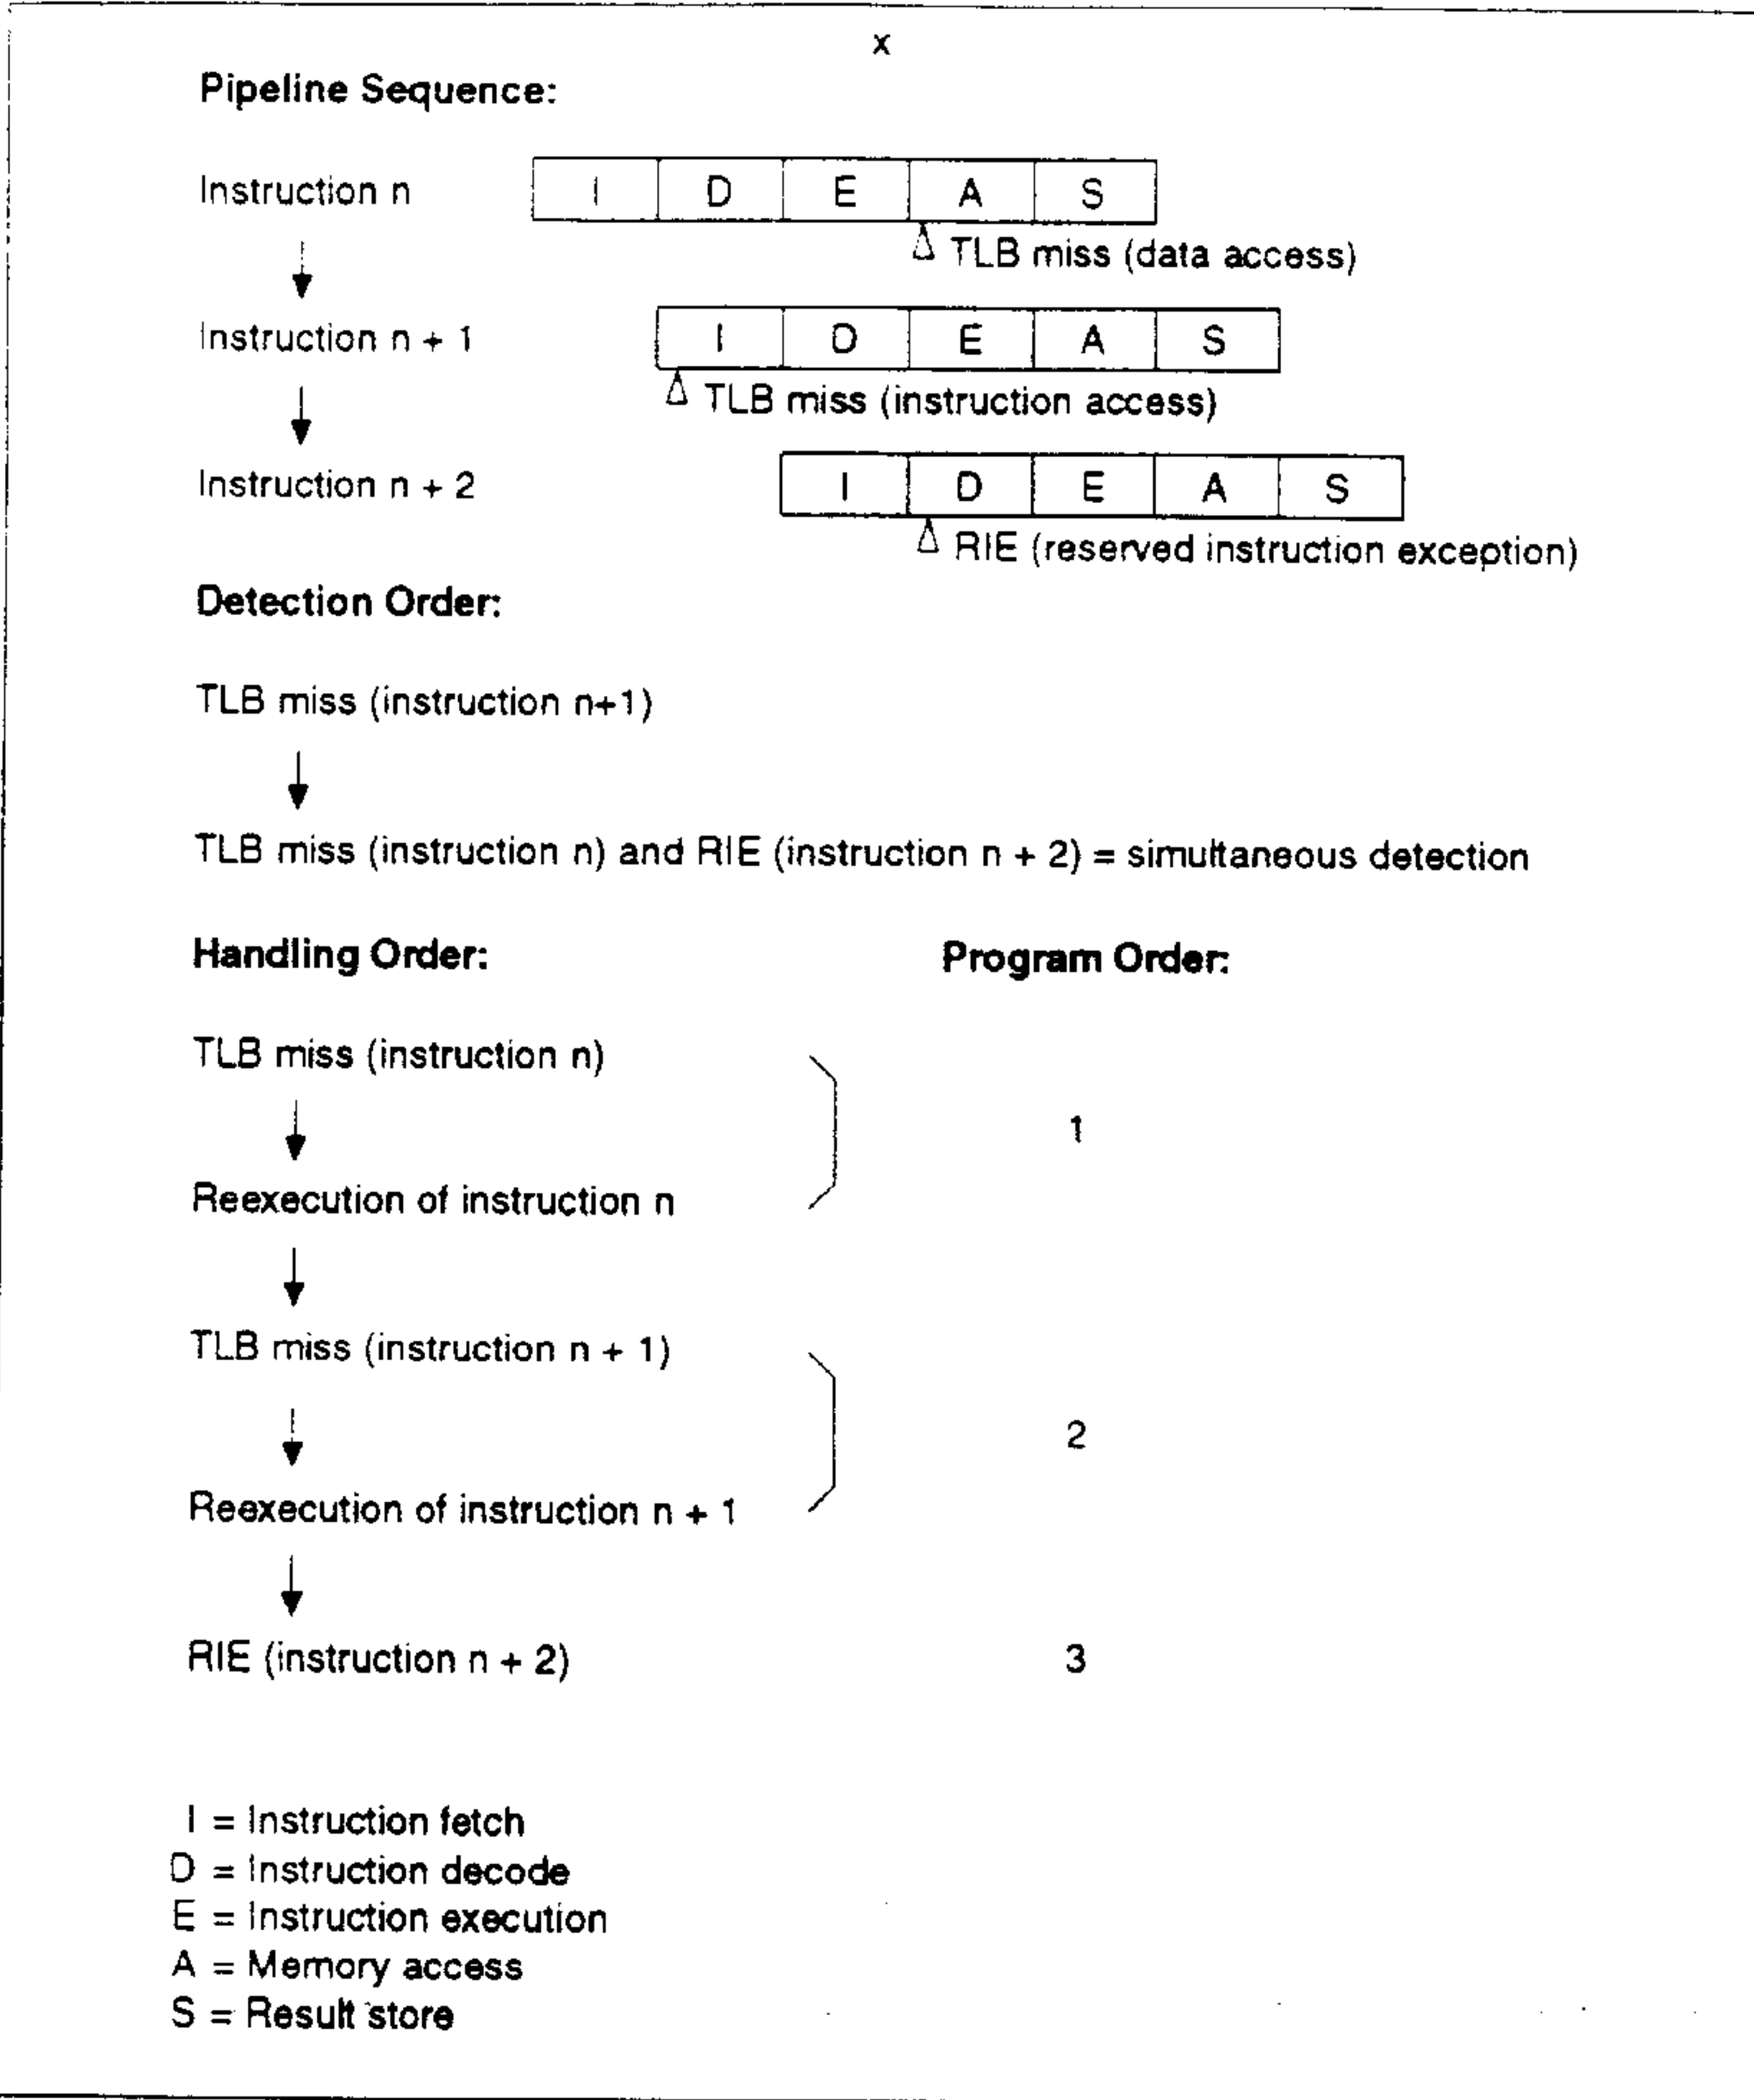 x
Pipeline Sequence:
Instruction n
I D E A S
TLB miss (data access)
Instruction n + 1
I D E A S
TLB miss (instruction access)
Instruction n + 2
I D E A S
RIE (reserved instruction exception)
Detection Order:
TLB miss (instruction n+1)
TLB miss (instruction n) and RIE (instruction n + 2) = simultaneous detection
Handling Order: Program Order:
TLB miss (instruction n)
1
Reexecution of instruction n
TLB miss (instruction n + 1)
2
Reexecution of instruction n + 1
RIE (instruction n + 2) 3
I = Instruction fetch
D = Instruction decode
E = Instruction execution
A = Memory access
S = Result store